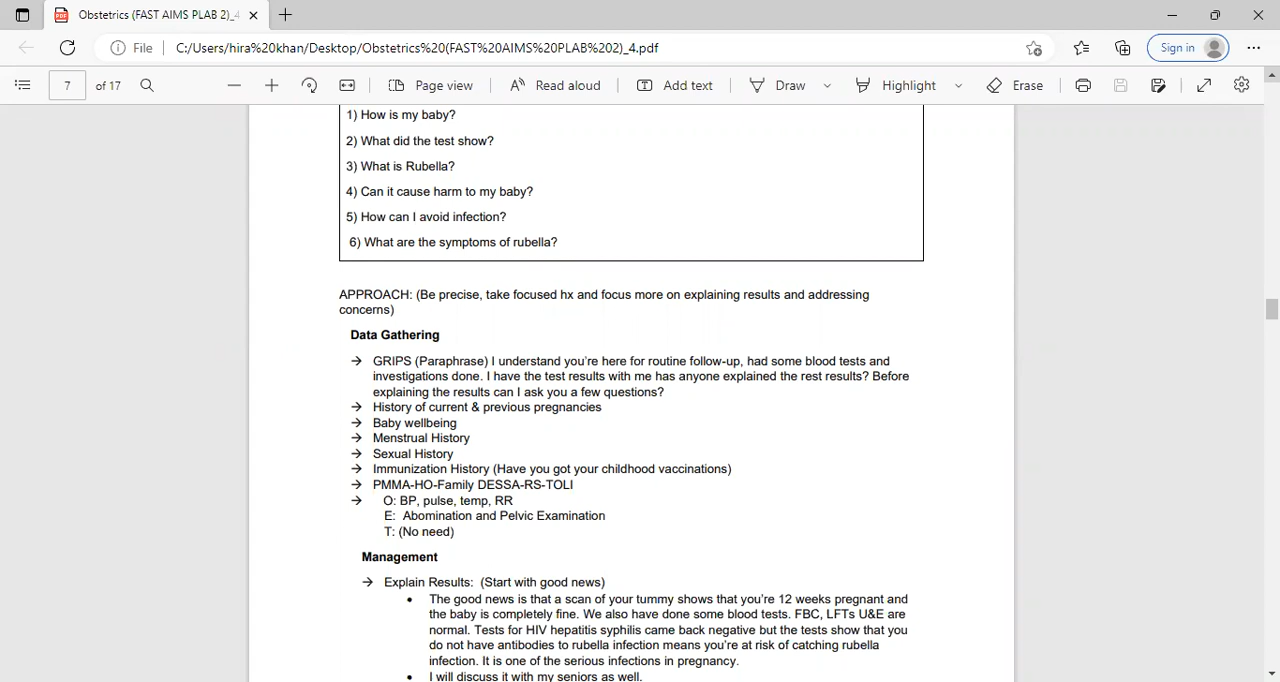 Obstetrics (FAST AIMS PLAB 2)_4
File C:/Users/hira%20khan/Desktop/Obstetrics%20(FAST%20AIMS%20PLAB%202)_4.pdf Sign in
7 of 17 Page view Read aloud Add text Draw Highlight Erase
1) How is my baby?
2) What did the test show?
3) What is Rubella?
4) Can it cause harm to my baby?
5) How can I avoid infection?
6) What are the symptoms of rubella?
APPROACH: (Be precise, take focused hx and focus more on explaining results and addressing
concerns)
Data Gathering
→ GRIPS (Paraphrase) I understand you're here for routine follow-up, had some blood tests and
investigations done. I have the test results with me has anyone explained the rest results? Before
explaining the results can I ask you a few questions?
→ History of current & previous pregnancies
→ Baby wellbeing
→ Menstrual History
→ Sexual History
→ Immunization History (Have you got your childhood vaccinations)
→ PMMA-HO-Family DESSA-RS-TOLI
→ O: BP, pulse, temp, RR
E: Abomination and Pelvic Examination
T: (No need)
Management
→ Explain Results: (Start with good news)
• The good news is that a scan of your tummy shows that you're 12 weeks pregnant and
the baby is completely fine. We also have done some blood tests. FBC, LFTs U&E are
normal. Tests for HIV hepatitis syphilis came back negative but the tests show that you
do not have antibodies to rubella infection means you're at risk of catching rubella
infection. It is one of the serious infections in pregnancy.
• I will discuss it with my seniors as well.